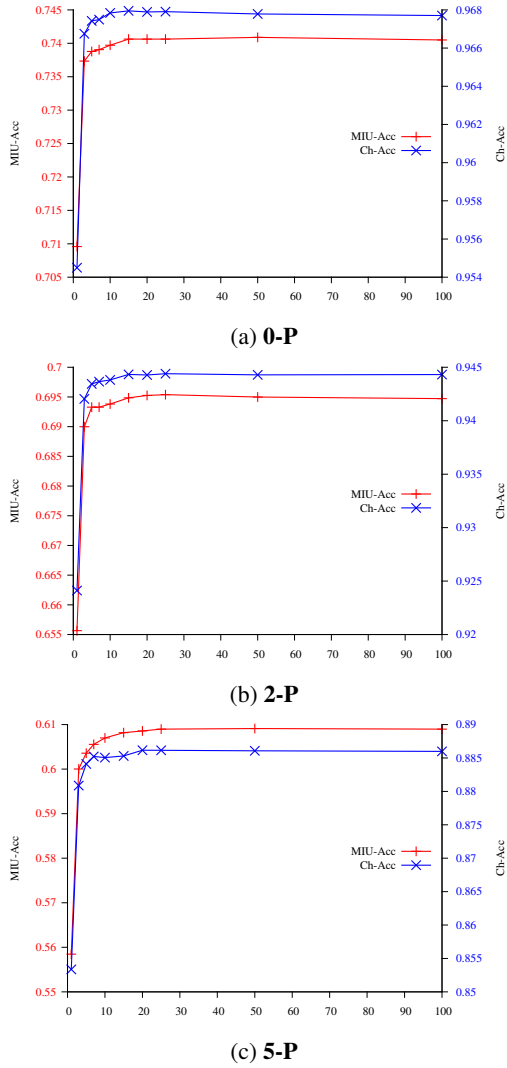 0.745
0.74
0.735
0.73
0.725
0.72
0.715
0.71
0.705
MIU-Acc
0.968
0.966
0.964
0.962
0.96
0.958
0.956
0.954
Ch-Acc
MIU-Acc
Ch-Acc
0 10 20 30 40 50 60 70 80 90 100
(a) 0-P
0.7
0.695
0.69
0.685
0.68
0.675
0.67
0.665
0.66
0.655
MIU-Acc
0.945
0.94
0.935
0.93
0.925
0.92
Ch-Acc
MIU-Acc
Ch-Acc
0 10 20 30 40 50 60 70 80 90 100
(b) 2-P
0.61
0.6
0.59
0.58
0.57
0.56
0.55
MIU-Acc
0.89
0.885
0.88
0.875
0.87
0.865
0.86
0.855
0.85
Ch-Acc
MIU-Acc
Ch-Acc
0 10 20 30 40 50 60 70 80 90 100
(c) 5-P